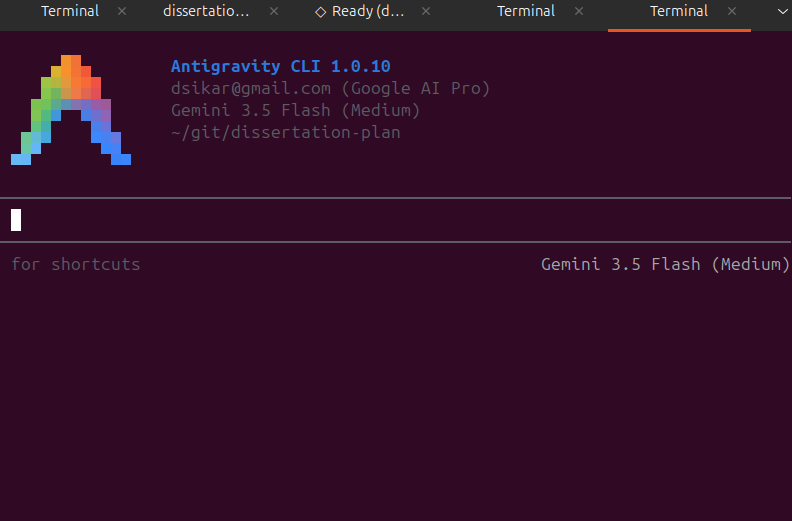 Terminal × dissertatio... × ◇ Ready (d... × Terminal × Terminal ×
Antigravity CLI 1.0.10
dsikar@gmail.com (Google AI Pro)
Gemini 3.5 Flash (Medium)
~/git/dissertation-plan
for shortcuts Gemini 3.5 Flash (Medium)